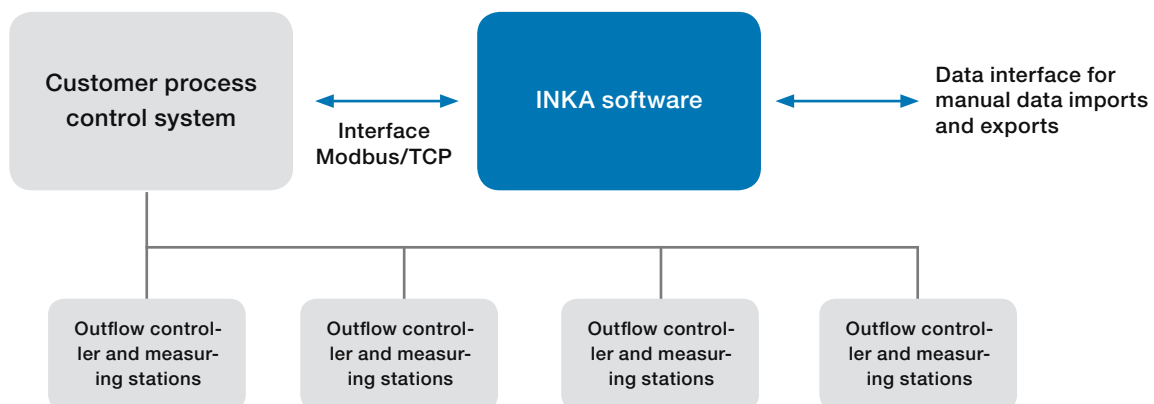 Customer process
control system
Interface
Modbus/TCP
INKA software
Data interface for
manual data imports
and exports
Outflow control-
ler and measur-
ing stations
Outflow control-
ler and measur-
ing stations
Outflow control-
ler and measur-
ing stations
Outflow control-
ler and measur-
ing stations